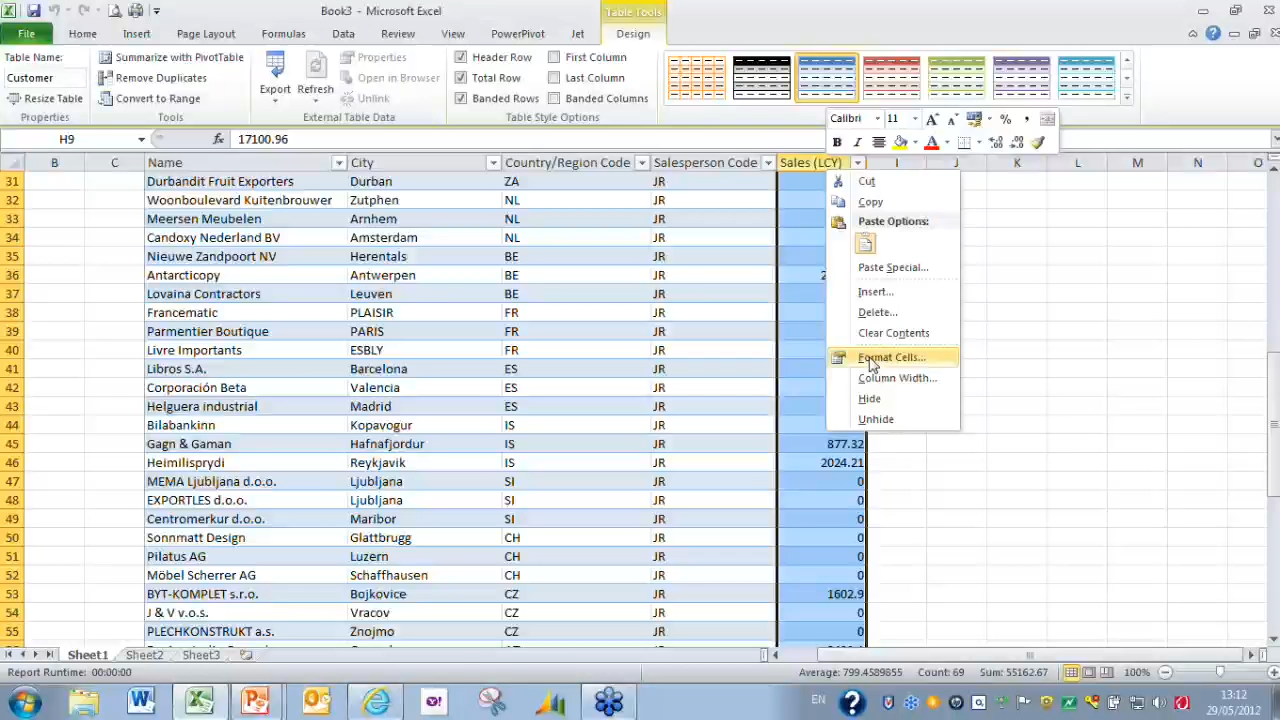 Book3 - Microsoft Excel
Table Tools
File Home Insert Page Layout Formulas Data Review View PowerPivot Jet Design
Table Name:
Customer
Resize Table
Properties
Summarize with PivotTable
Remove Duplicates
Convert to Range
Tools
Export
Refresh
Properties
Open in Browser
Unlink
External Table Data
Header Row
Total Row
Banded Rows
First Column
Last Column
Banded Columns
Table Style Options
Calibri 11 A A % ,
B I A
H9 fx 17100.96
B C Name City Country/Region Code Salesperson Code Sales (LCY) I J K L M N O
31 Durbandit Fruit Exporters Durban ZA JR
32 Woonboulevard Kuitenbrouwer Zutphen NL JR
33 Meersen Meubelen Arnhem NL JR
34 Candoxy Nederland BV Amsterdam NL JR
35 Nieuwe Zandpoort NV Herentals BE JR
36 Antarcticopy Antwerpen BE JR 2
37 Lovaina Contractors Leuven BE JR
38 Francematic PLAISIR FR JR
39 Parmentier Boutique PARIS FR JR
40 Livre Importants ESBLY FR JR
41 Libros S.A. Barcelona ES JR
42 Corporación Beta Valencia ES JR
43 Helguera industrial Madrid ES JR
44 Bilabankinn Kopavogur IS JR
45 Gagn & Gaman Hafnafjordur IS JR 877.32
46 Heimilisprydi Reykjavik IS JR 2024.21
47 MEMA Ljubljana d.o.o. Ljubljana SI JR 0
48 EXPORTLES d.o.o. Ljubljana SI JR 0
49 Centromerkur d.o.o. Maribor SI JR 0
50 Sonnmatt Design Glattbrugg CH JR 0
51 Pilatus AG Luzern CH JR 0
52 Möbel Scherrer AG Schaffhausen CH JR 0
53 BYT-KOMPLET s.r.o. Bojkovice CZ JR 1602.9
54 J & V v.o.s. Vracov CZ JR 0
55 PLECHKONSTRUKT a.s. Znojmo CZ JR 0
Cut
Copy
Paste Options:
Paste Special...
Insert...
Delete...
Clear Contents
Format Cells...
Column Width...
Hide
Unhide
Sheet1 Sheet2 Sheet3
Report Runtime: 00:00:00 Average: 799.4589855 Count: 69 Sum: 55162.67 100%
EN 13:12
29/05/2012